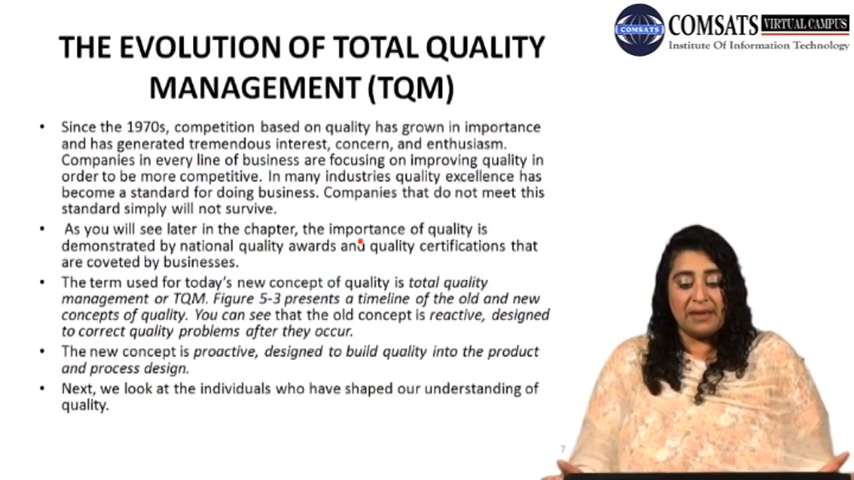 COMSATS VIRTUAL CAMPUS
COMSATS
Institute Of Information Technology
THE EVOLUTION OF TOTAL QUALITY
MANAGEMENT (TQM)
• Since the 1970s, competition based on quality has grown in importance
and has generated tremendous interest, concern, and enthusiasm.
Companies in every line of business are focusing on improving quality in
order to be more competitive. In many industries quality excellence has
become a standard for doing business. Companies that do not meet this
standard simply will not survive.
• As you will see later in the chapter, the importance of quality is
demonstrated by national quality awards and quality certifications that
are coveted by businesses.
• The term used for today's new concept of quality is total quality
management or TQM. Figure 5-3 presents a timeline of the old and new
concepts of quality. You can see that the old concept is reactive, designed
to correct quality problems after they occur.
• The new concept is proactive, designed to build quality into the product
and process design.
• Next, we look at the individuals who have shaped our understanding of
quality.
7